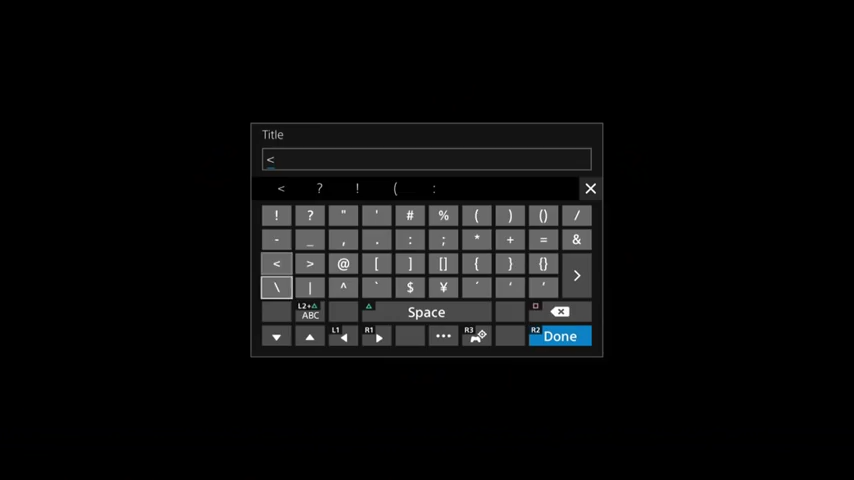 Title
<
< ? ! ( :
! ? " ' # % ( ) () /
- _ , . : ; * + = &
< > @ [ ] [] { } {} >
\ | ^ ` $ ¥ ´ ‘ ’
L2+△ ABC △ Space □
L1 R1 ... R3 R2 Done